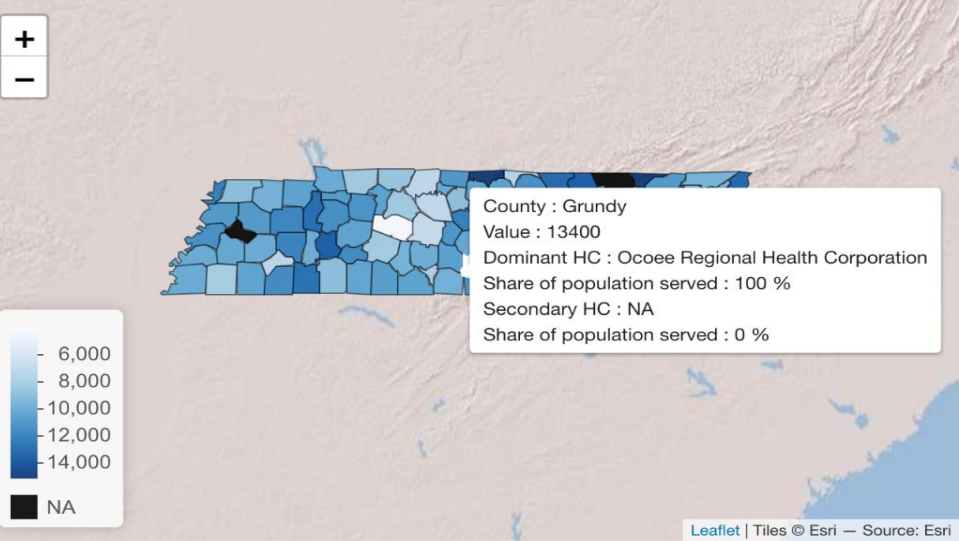 +
−
County : Grundy
Value : 13400
Dominant HC : Ocoee Regional Health Corporation
Share of population served : 100 %
Secondary HC : NA
Share of population served : 0 %
6,000
8,000
10,000
12,000
14,000
NA
Leaflet | Tiles © Esri — Source: Esri